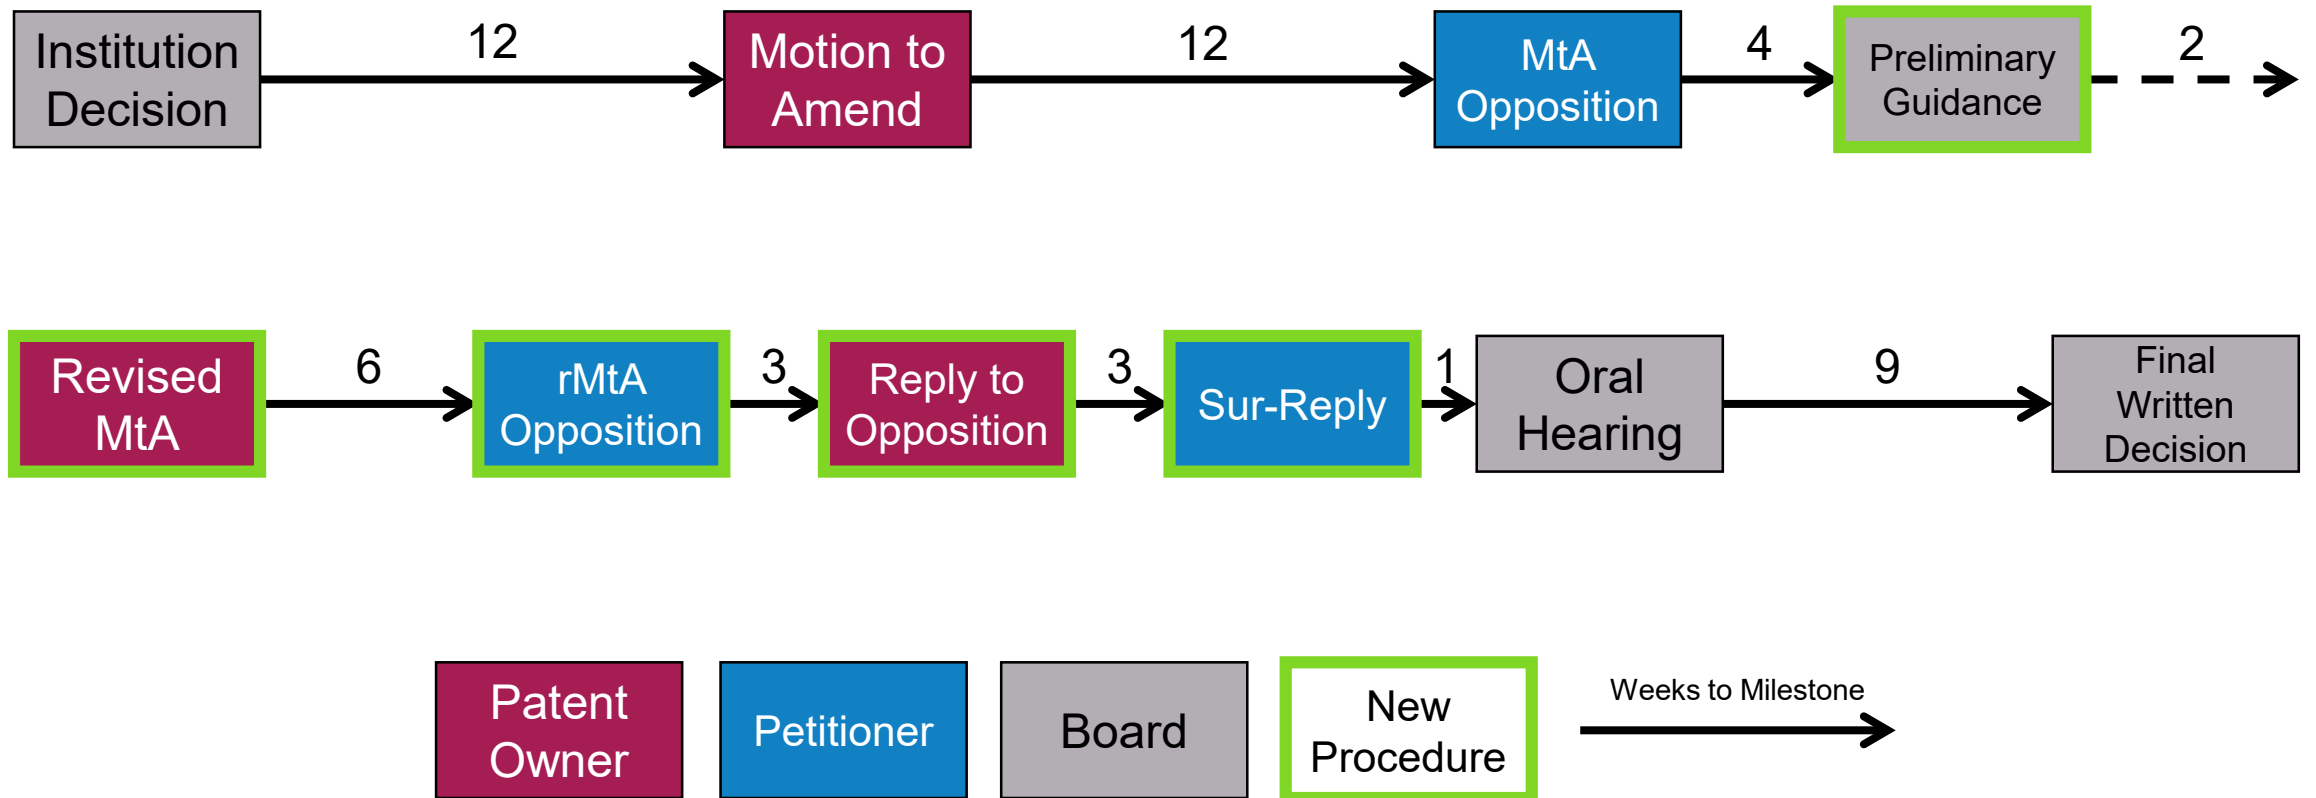 Institution
Decision
12
Motion to
Amend
12
MtA
Opposition
4
Preliminary
Guidance
2
Revised
MtA
6
rMtA
Opposition
3
Reply to
Opposition
3
Sur-Reply
1
Oral
Hearing
9
Final
Written
Decision
Patent
Owner
Petitioner
Board
New
Procedure
Weeks to Milestone